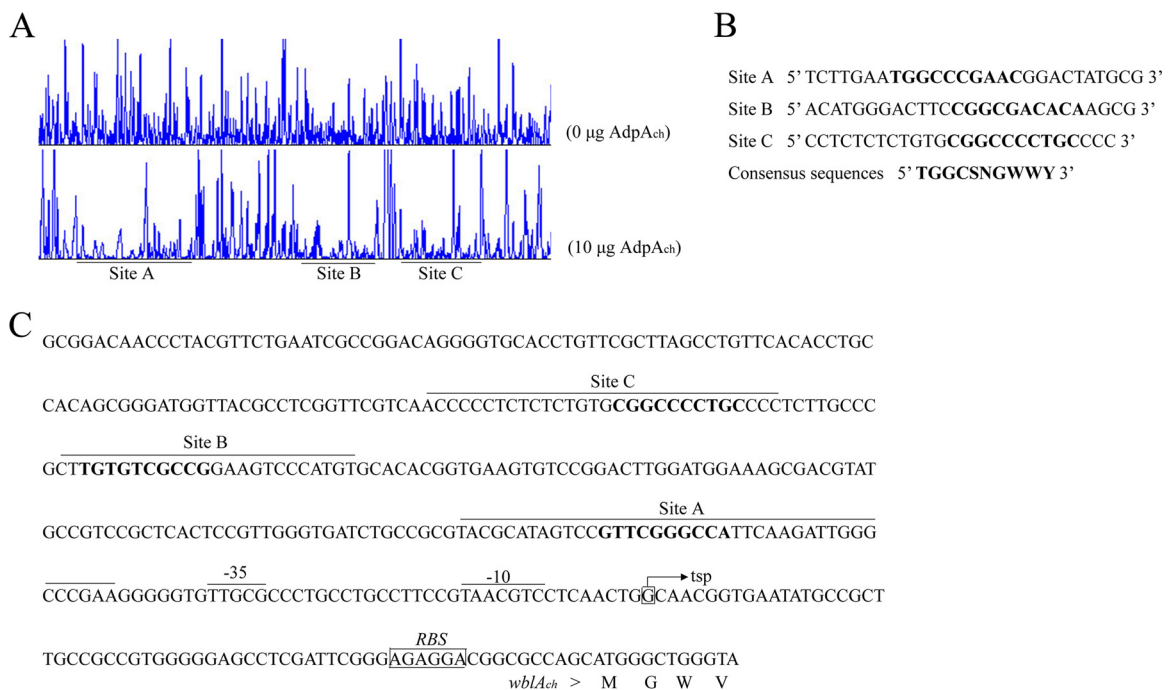 A
(0 μg AdpAch)
(10 μg AdpAch)
Site A Site B Site C
B
Site A 5’ TCTTGAATGGCCCGAACGGACTATGCG 3’
Site B 5’ ACATGGGACTTCCGGCGACACAAGCG 3’
Site C 5’ CCTCTCTCTGTGCGGCCCCTGCCCCC 3’
Consensus sequences 5’ TGGCSNGWWY 3’
C
GCGGACAACCCTACGTTCTGAATCGCCGGACAGGGGTGCACCTGTTCGCTTAGCCTGTTCACACCTGC
Site C
CACAGCGGGATGGTTACGCCTCGGTTCGTCAACCCCCTCTCTCTGTGCGGCCCCTGCCCCTCTTGCCC
Site B
GCTTGTGTCGCCGGAAGTCCCATGTGCACACGGTGAAGTGTCCGGACTTGGATGGAAAGCGACGTAT
Site A
GCCGTCCGCTCACTCCGTTGGGTGATCTGCCGCGTACGCATAGTCCGTTCGGGCCATTCAAGATTGGG
-35 -10 tsp
CCCGAAGGGGGTGTTGCGCCCTGCCTGCCTTCCGTAACGTCCTCAACTGGCAACGGTGAATATGCCGCT
RBS
TGCCGCCGTGGGGGAGCCTCGATTCGGGAGAGGACGGCGCCAGCATGGGCTGGGTA
wblAch > M G W V